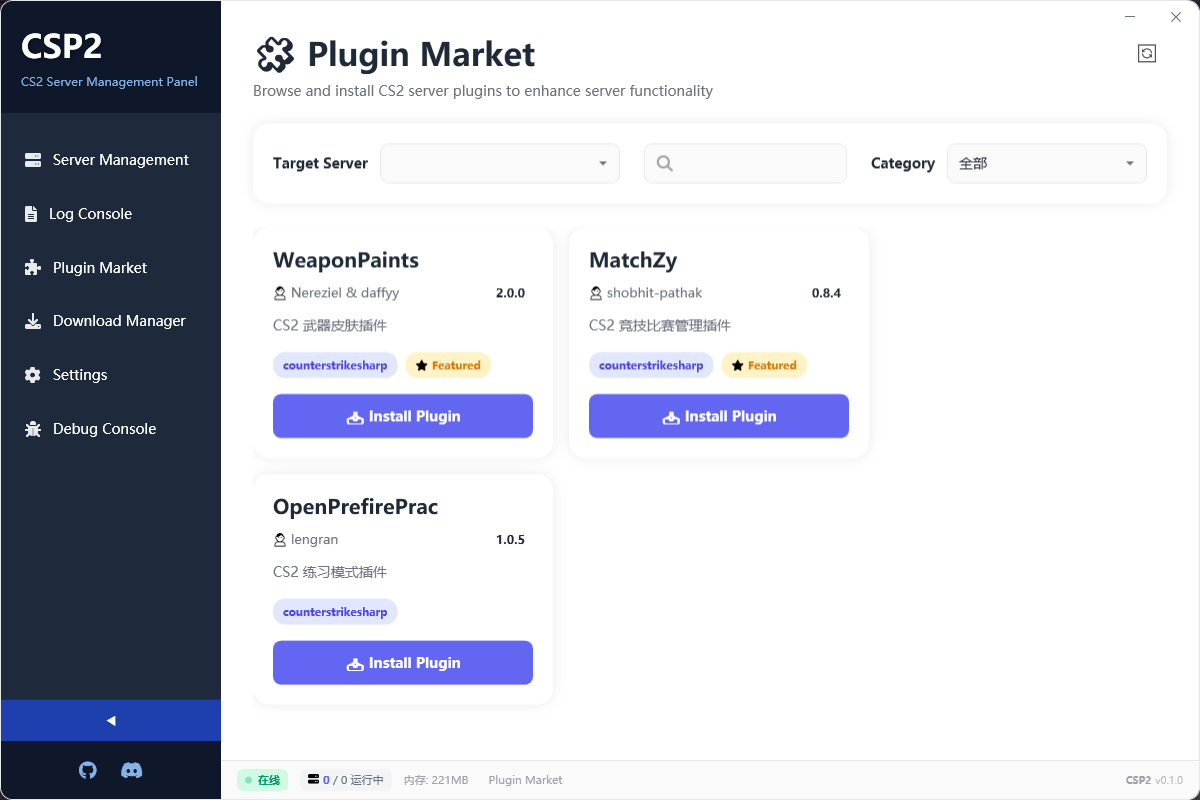 CSP2
CS2 Server Management Panel
Server Management
Log Console
Plugin Market
Download Manager
Settings
Debug Console
Plugin Market
Browse and install CS2 server plugins to enhance server functionality
Target Server
Category
全部
WeaponPaints
Nereziel & daffyy
2.0.0
CS2 武器皮肤插件
counterstrikesharp
Featured
Install Plugin
MatchZy
shobhit-pathak
0.8.4
CS2 竞技比赛管理插件
counterstrikesharp
Featured
Install Plugin
OpenPrefirePrac
lengran
1.0.5
CS2 练习模式插件
counterstrikesharp
Install Plugin
在线
0 / 0 运行中
内存: 221MB
Plugin Market
CSP2 v0.1.0